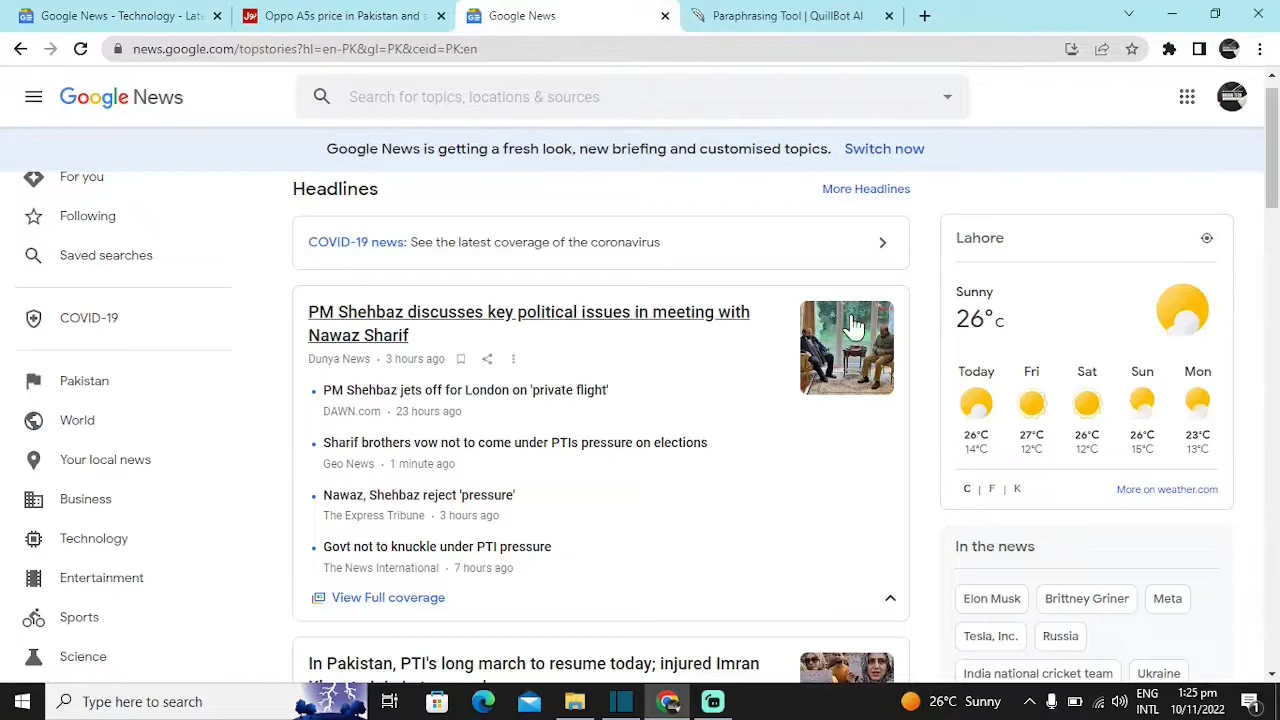 Google News - Technology - Late
Oppo A5s price in Pakistan and s
Google News
Paraphrasing Tool | QuillBot AI
news.google.com/topstories?hl=en-PK&gl=PK&ceid=PK:en
Google News
Search for topics, locations & sources
Google News is getting a fresh look, new briefing and customised topics. Switch now
For you
Following
Saved searches
COVID-19
Pakistan
World
Your local news
Business
Technology
Entertainment
Sports
Science
Headlines
More Headlines
COVID-19 news: See the latest coverage of the coronavirus
PM Shehbaz discusses key political issues in meeting with
Nawaz Sharif
Dunya News · 3 hours ago
PM Shehbaz jets off for London on 'private flight'
DAWN.com · 23 hours ago
Sharif brothers vow not to come under PTIs pressure on elections
Geo News · 1 minute ago
Nawaz, Shehbaz reject 'pressure'
The Express Tribune · 3 hours ago
Govt not to knuckle under PTI pressure
The News International · 7 hours ago
View Full coverage
In Pakistan, PTI's long march to resume today; injured Imran
Lahore
Sunny
26°C
Today Fri Sat Sun Mon
26°C 27°C 26°C 26°C 23°C
14°C 12°C 12°C 15°C 13°C
C | F | K
More on weather.com
In the news
Elon Musk Brittney Griner Meta
Tesla, Inc. Russia
India national cricket team Ukraine
Type here to search
26°C Sunny
ENG
INTL
1:25 pm
10/11/2022